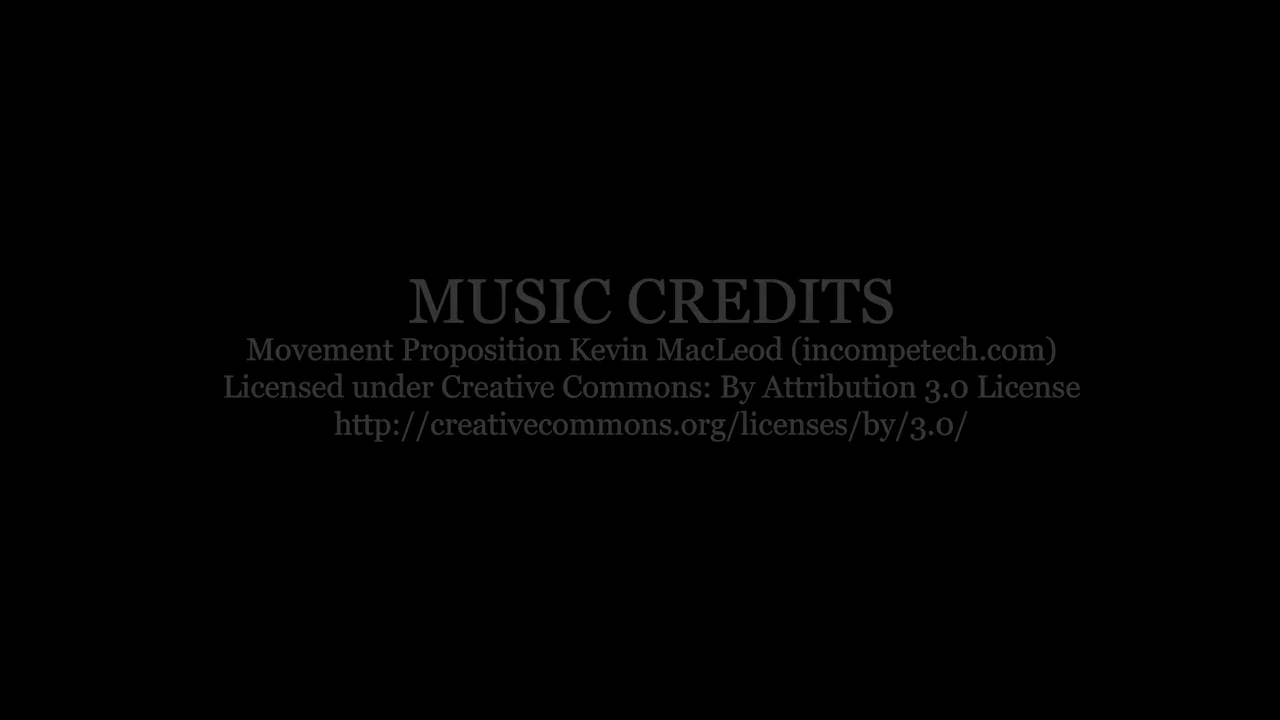 MUSIC CREDITS
Movement Proposition Kevin MacLeod (incompetech.com)
Licensed under Creative Commons: By Attribution 3.0 License
http://creativecommons.org/licenses/by/3.0/